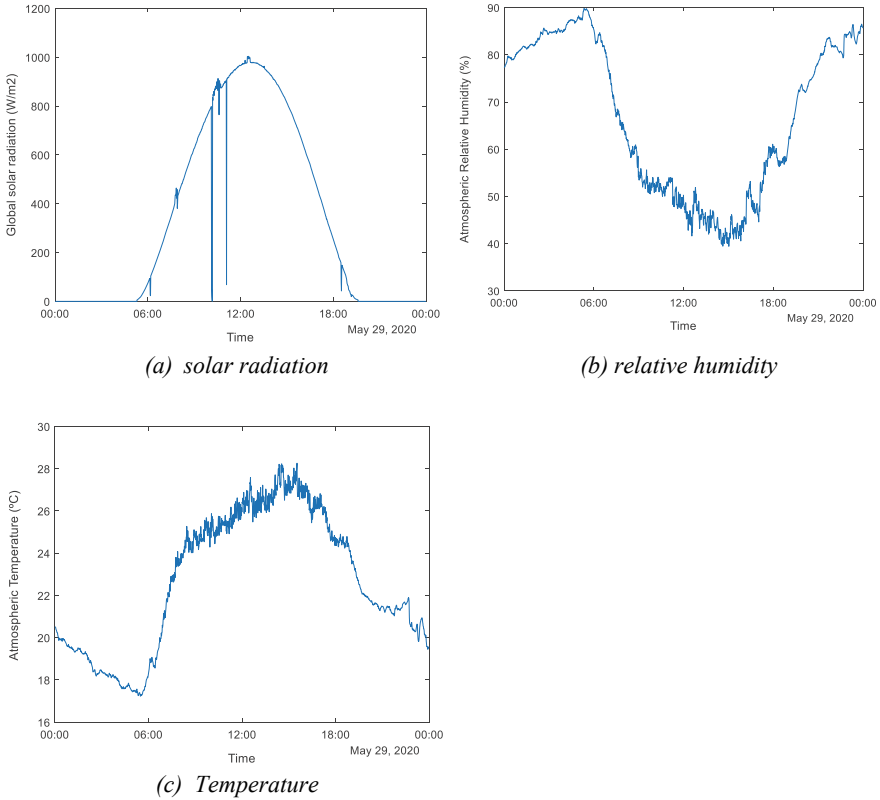 1200
1000
800
600
400
200
0
Global solar radiation (W/m2)
00:00 06:00 12:00 18:00 00:00
Time
May 29, 2020
(a) solar radiation
90
80
70
60
50
40
30
Atmospheric Relative Humidity (%)
00:00 06:00 12:00 18:00 00:00
Time
May 29, 2020
(b) relative humidity
30
28
26
24
22
20
18
16
Atmospheric Temperature (ºC)
00:00 06:00 12:00 18:00 00:00
Time
May 29, 2020
(c) Temperature